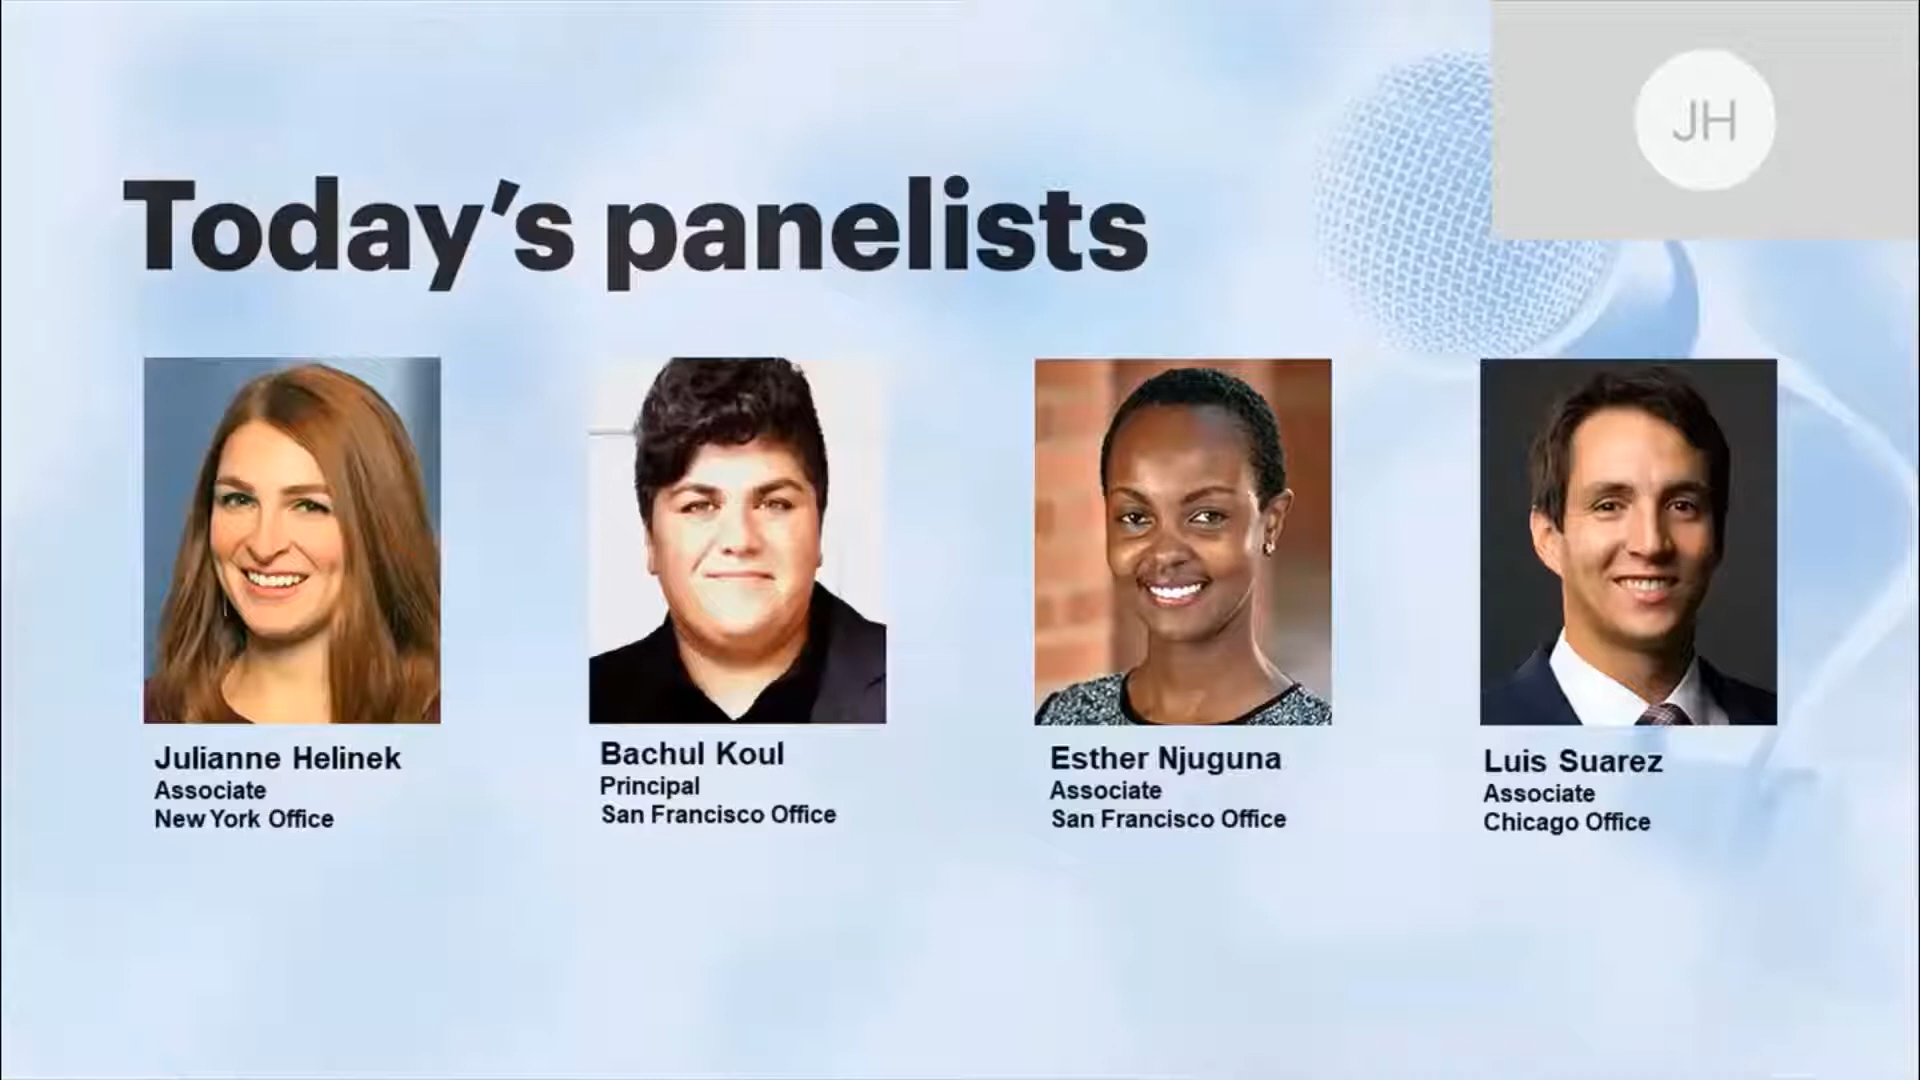 JH
Today’s panelists
Julianne Helinek
Associate
New York Office
Bachul Koul
Principal
San Francisco Office
Esther Njuguna
Associate
San Francisco Office
Luis Suarez
Associate
Chicago Office